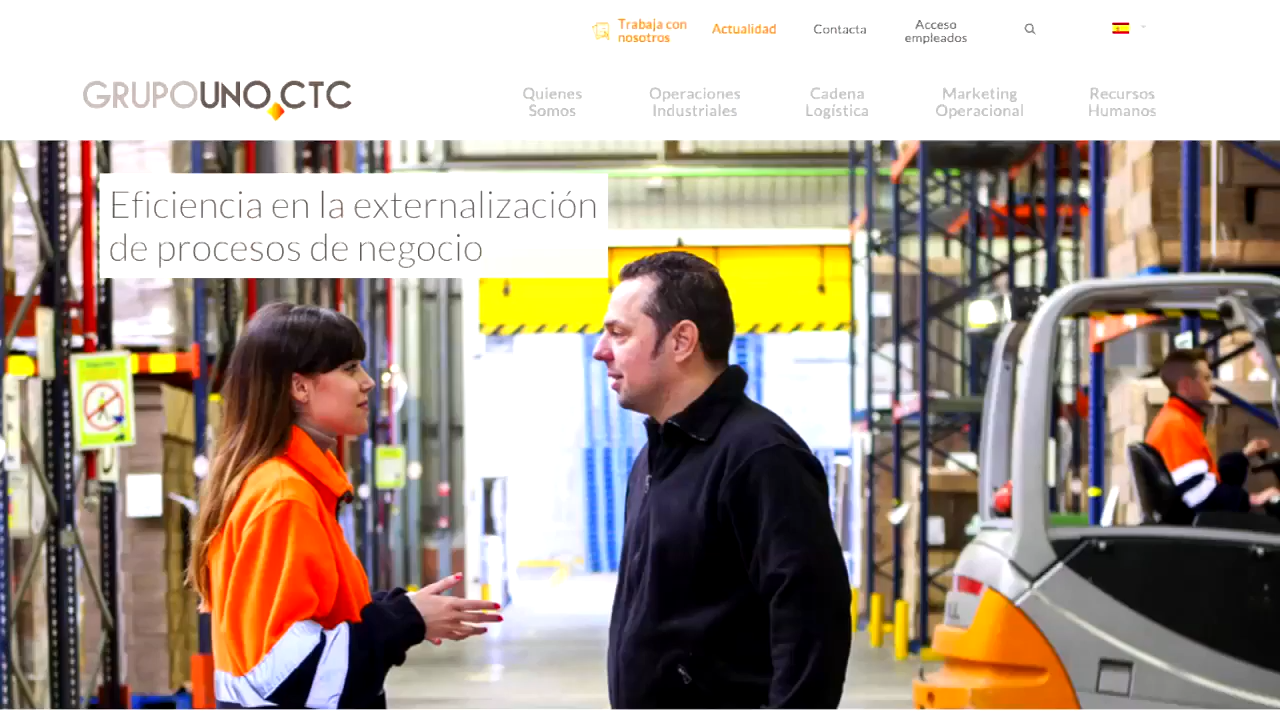 Trabaja con
nosotros
Actualidad
Contacta
Acceso
empleados
GRUPOUNO CTC
Quienes
Somos
Operaciones
Industriales
Cadena
Logística
Marketing
Operacional
Recursos
Humanos
Eficiencia en la externalización
de procesos de negocio